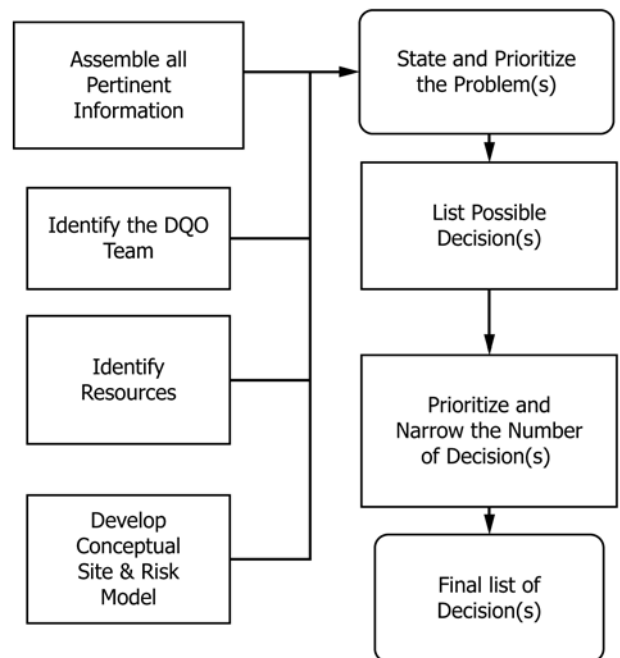 Assemble all
Pertinent
Information
Identify the DQO
Team
Identify
Resources
Develop
Conceptual
Site & Risk
Model
State and Prioritize
the Problem(s)
List Possible
Decision(s)
Prioritize and
Narrow the Number
of Decision(s)
Final list of
Decision(s)